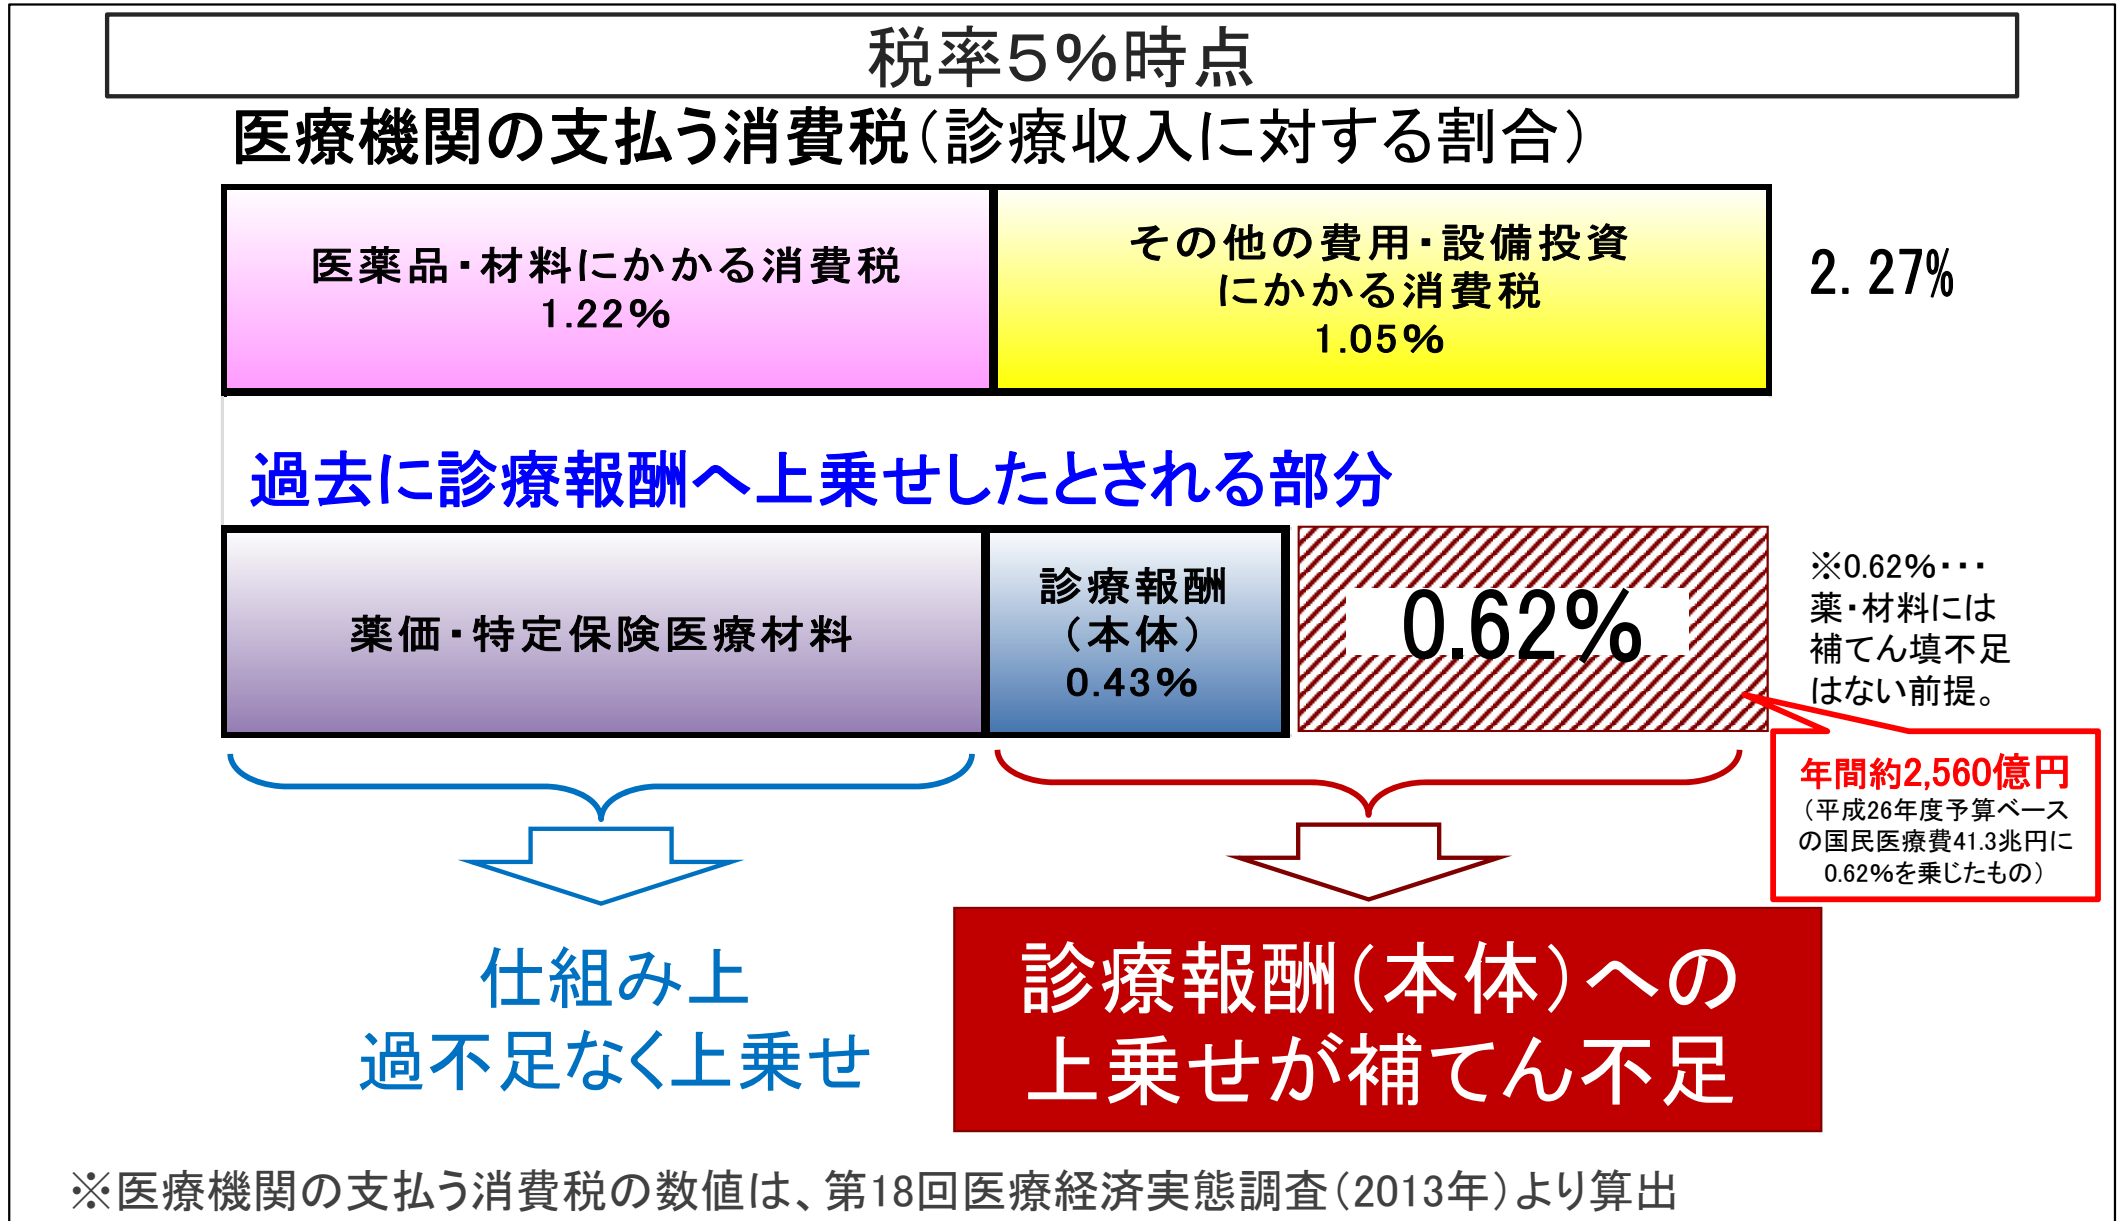 税率5%時点
医療機関の支払う消費税（診療収入に対する割合）
医薬品・材料にかかる消費税
1.22%
その他の費用・設備投資
にかかる消費税
1.05%
2.27%
過去に診療報酬へ上乗せしたとされる部分
薬価・特定保険医療材料
診療報酬
（本体）
0.43%
0.62%
※0.62%・・・
薬・材料には
補てん填不足
はない前提。
年間約2,560億円
（平成26年度予算ベース
の国民医療費41.3兆円に
0.62%を乗じたもの）
仕組み上
過不足なく上乗せ
診療報酬（本体）への
上乗せが補てん不足
※医療機関の支払う消費税の数値は、第18回医療経済実態調査（2013年）より算出